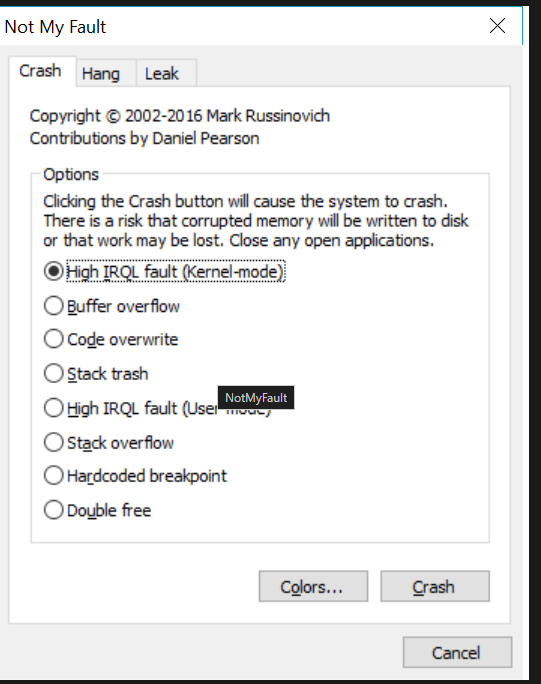 Not My Fault
Crash Hang Leak
Copyright © 2002-2016 Mark Russinovich
Contributions by Daniel Pearson
Options
Clicking the Crash button will cause the system to crash.
There is a risk that corrupted memory will be written to disk
or that work may be lost. Close any open applications.
High IRQL fault (Kernel-mode)
Buffer overflow
Code overwrite
Stack trash
NotMyFault
High IRQL fault (User-mode)
Stack overflow
Hardcoded breakpoint
Double free
Colors... Crash
Cancel